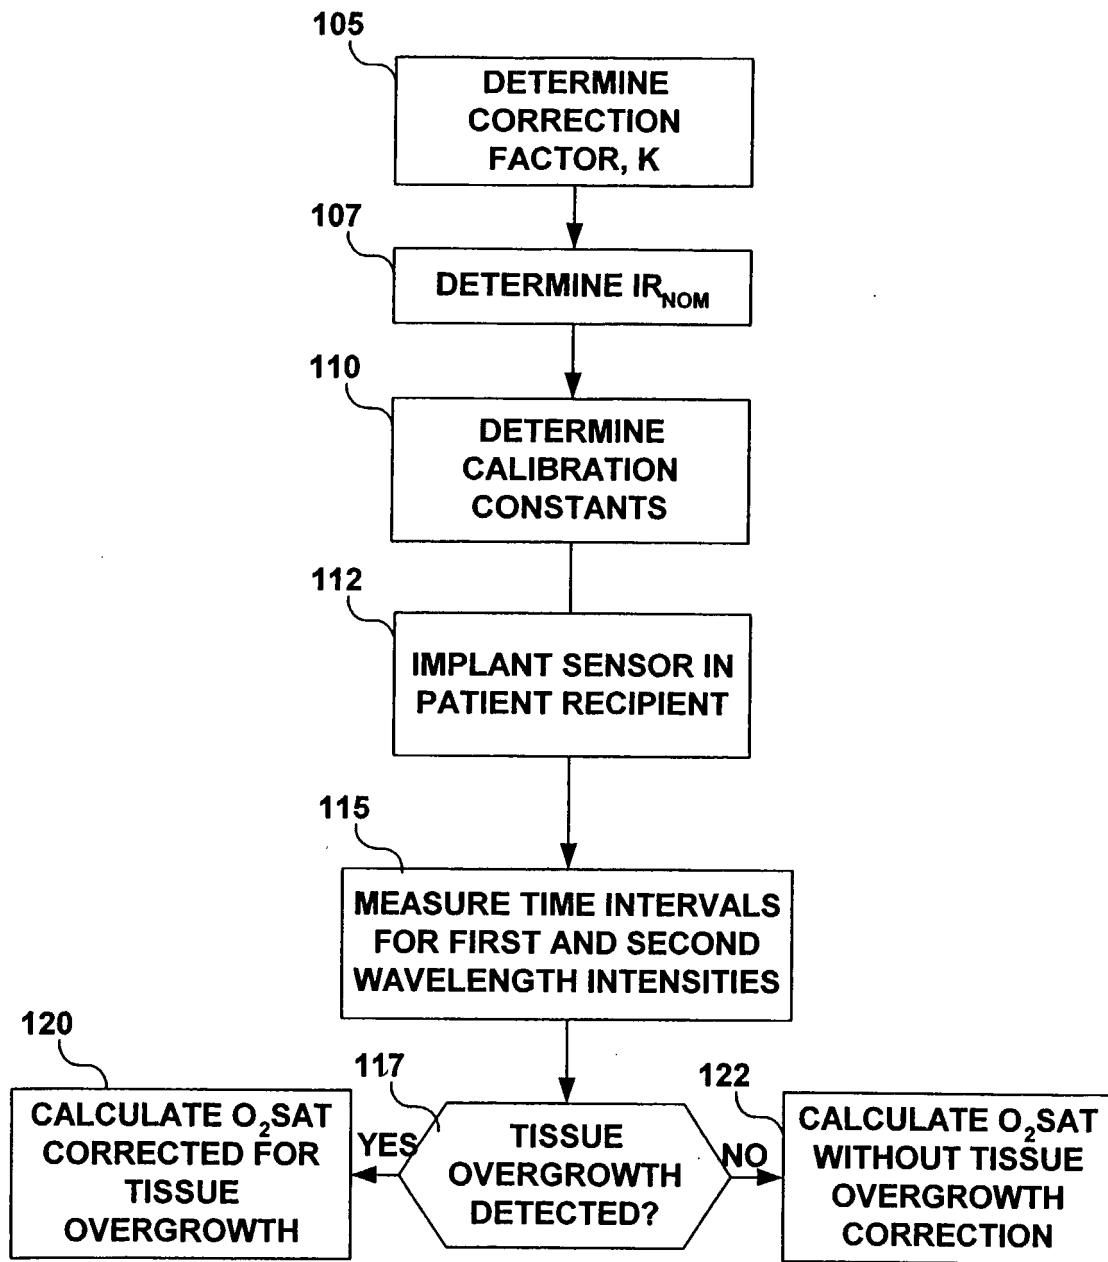 105
DETERMINE
CORRECTION
FACTOR, K
107
DETERMINE IR_NOM
110
DETERMINE
CALIBRATION
CONSTANTS
112
IMPLANT SENSOR IN
PATIENT RECIPIENT
115
MEASURE TIME INTERVALS
FOR FIRST AND SECOND
WAVELENGTH INTENSITIES
117
TISSUE
OVERGROWTH
DETECTED?
YES
120
CALCULATE O₂SAT
CORRECTED FOR
TISSUE
OVERGROWTH
NO
122
CALCULATE O₂SAT
WITHOUT TISSUE
OVERGROWTH
CORRECTION